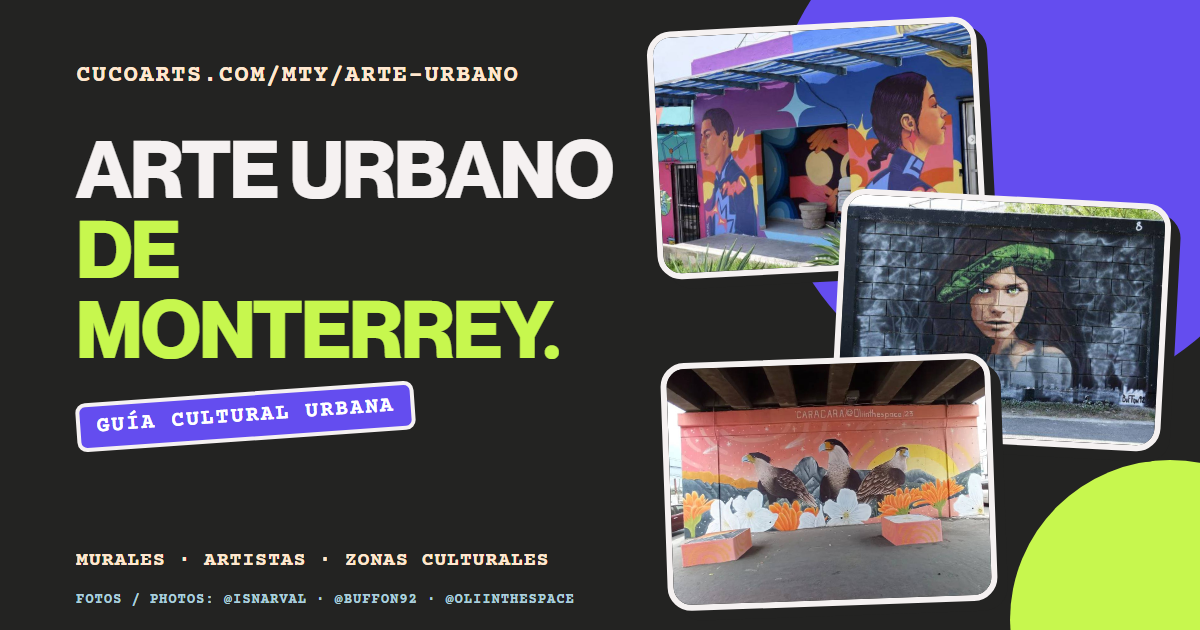 CUCOARTS.COM/MTY/ARTE-URBANO
ARTE URBANO
DE
MONTERREY.
GUÍA CULTURAL URBANA
MURALES · ARTISTAS · ZONAS CULTURALES
FOTOS / PHOTOS: @ISNARVAL · @BUFFON92 · @OLIINTHESPACE
8
CARACARA@Oliinthespace.23